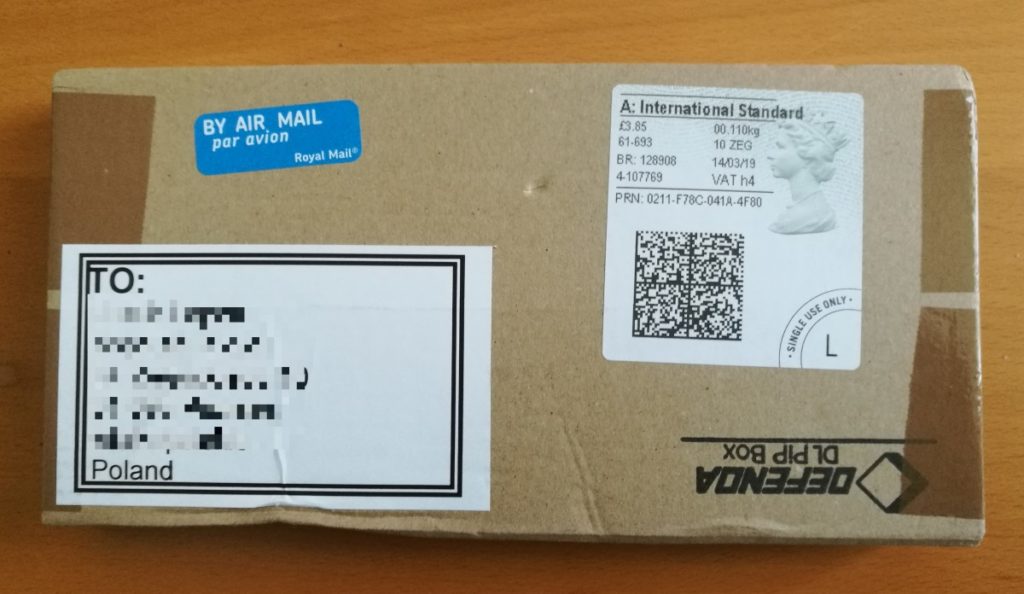 BY AIR MAIL
par avion
Royal Mail®
A: International Standard
£3.85 00.110kg
61-693 10 ZEG
BR: 128908 14/03/19
4-107769 VAT h4
PRN: 0211-F78C-041A-4F80
· SINGLE USE ONLY ·
L
TO:
Poland
DEFENDA
DL PiP Box